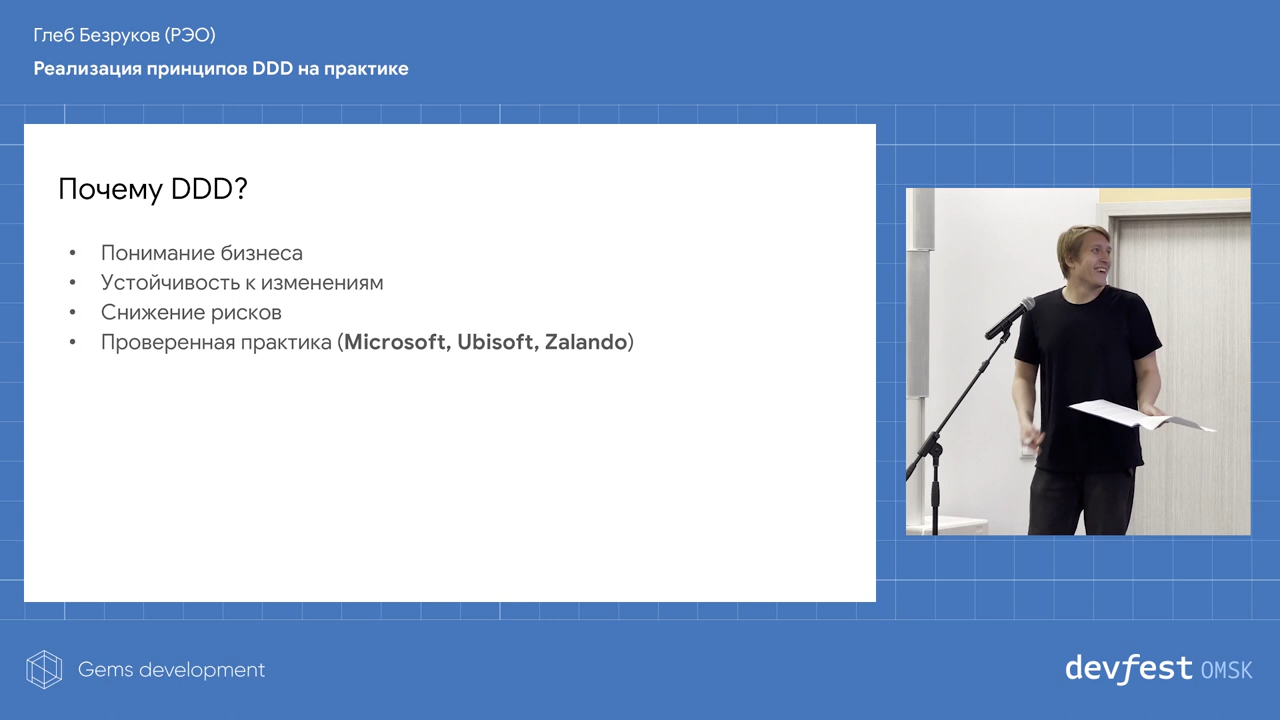 Глеб Безруков (РЭО)
Реализация принципов DDD на практике
Почему DDD?
• Понимание бизнеса
• Устойчивость к изменениям
• Снижение рисков
• Проверенная практика (Microsoft, Ubisoft, Zalando)
Gems development
devfest OMSK